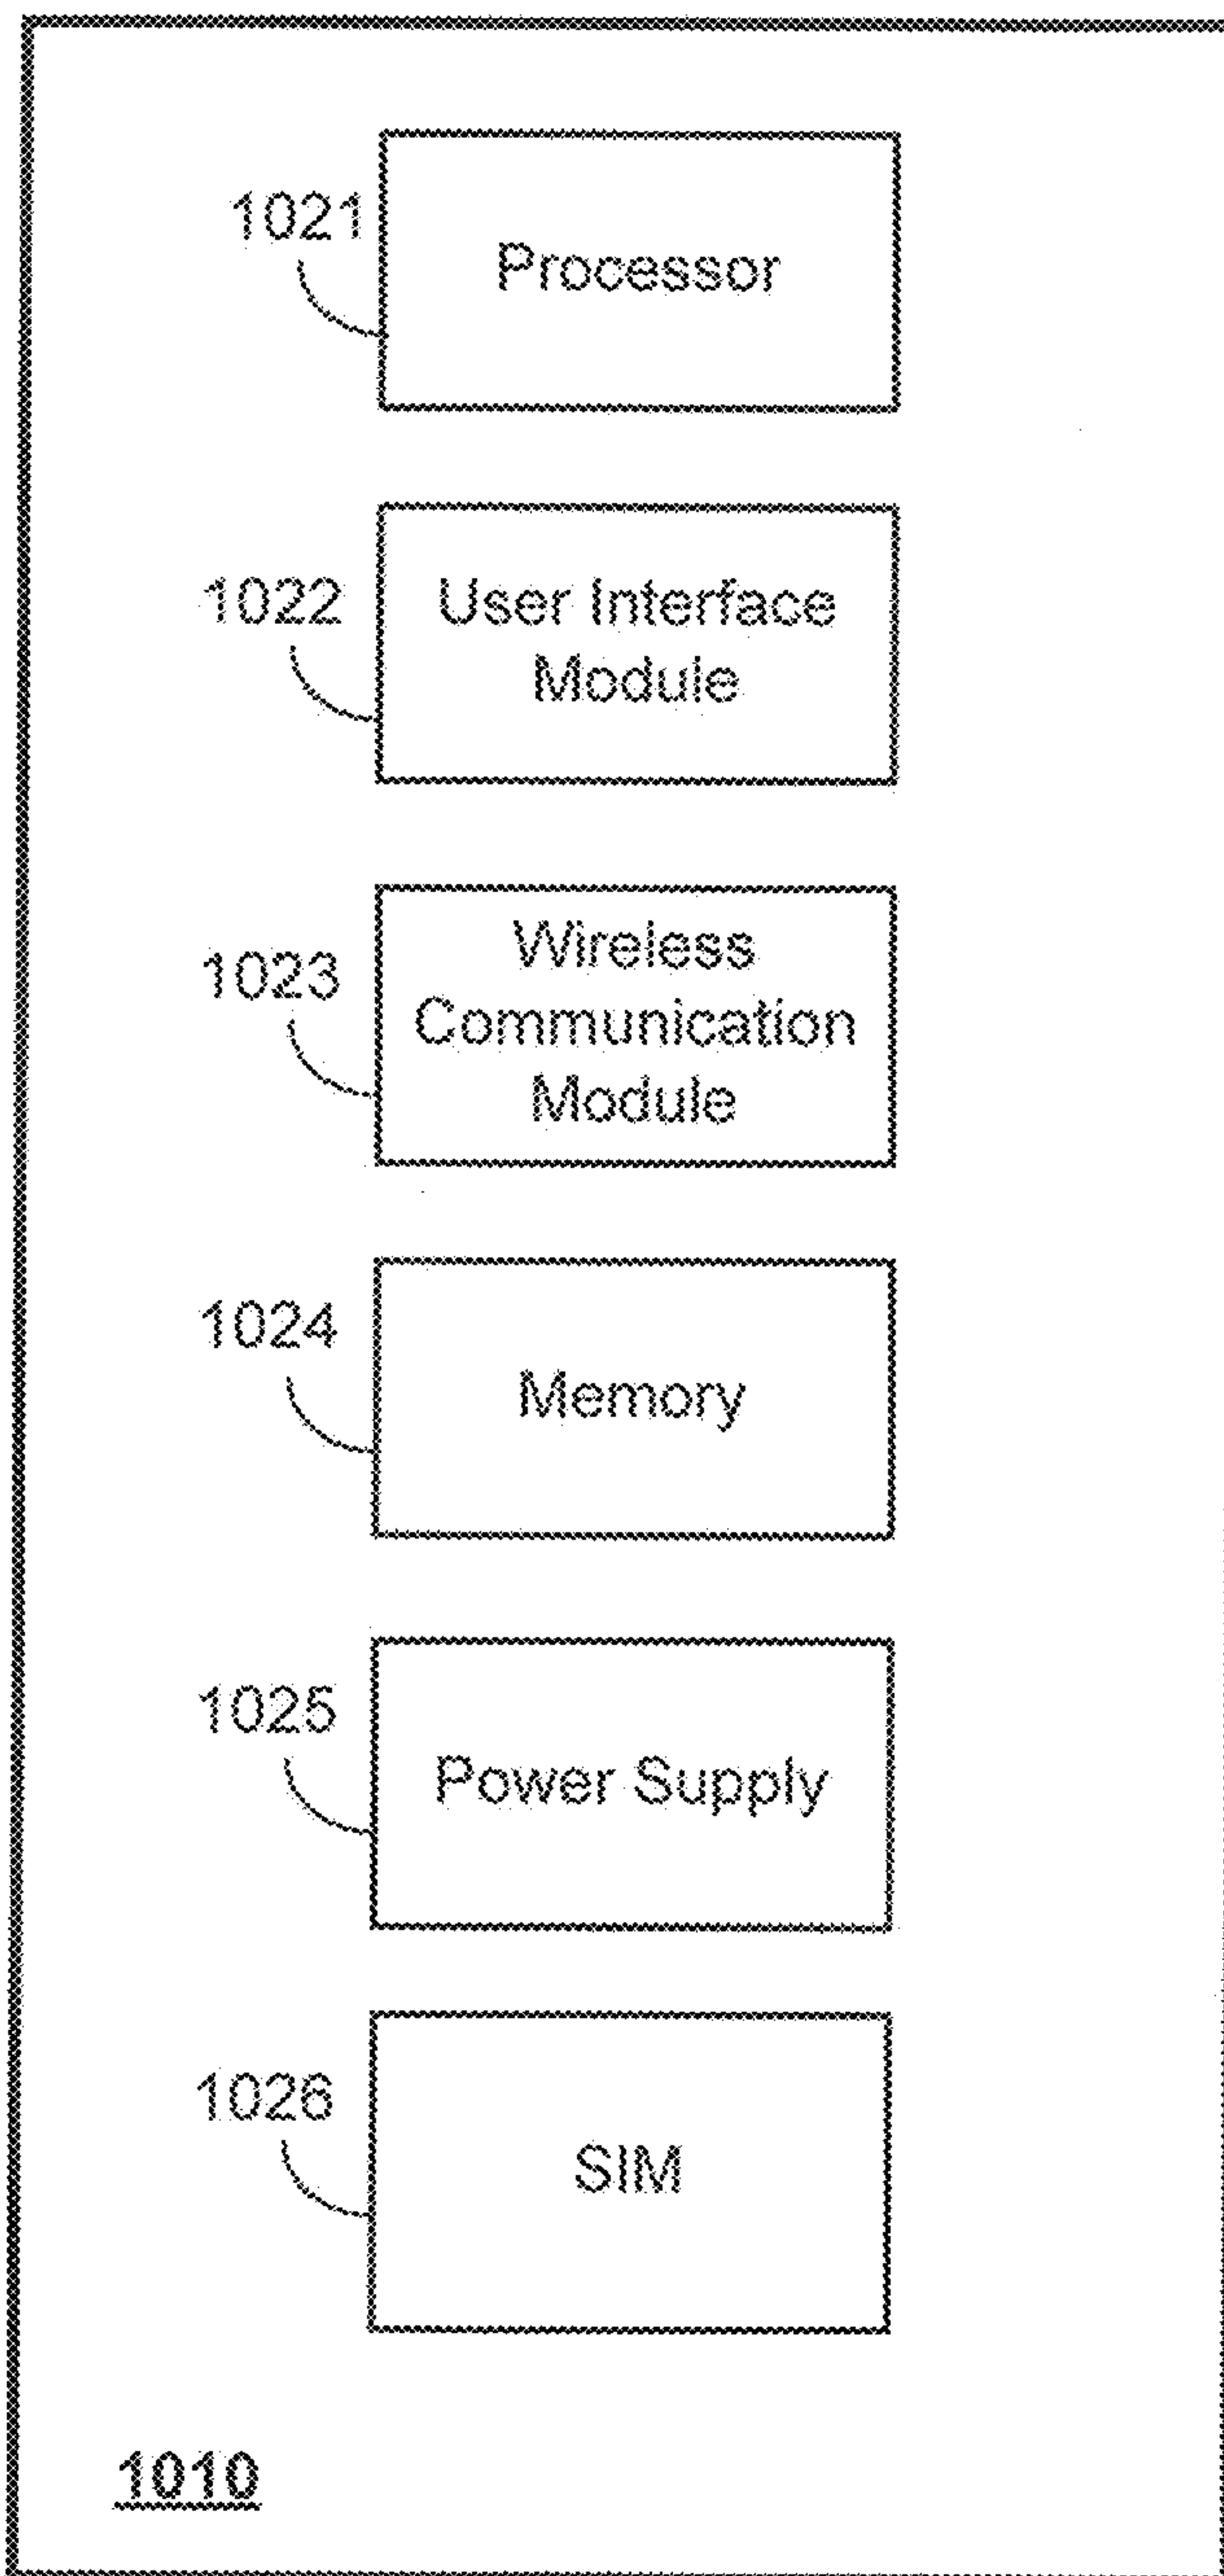 1021
Processor
1022
User Interface
Module
1023
Wireless
Communication
Module
1024
Memory
1025
Power Supply
1026
SIM
1010